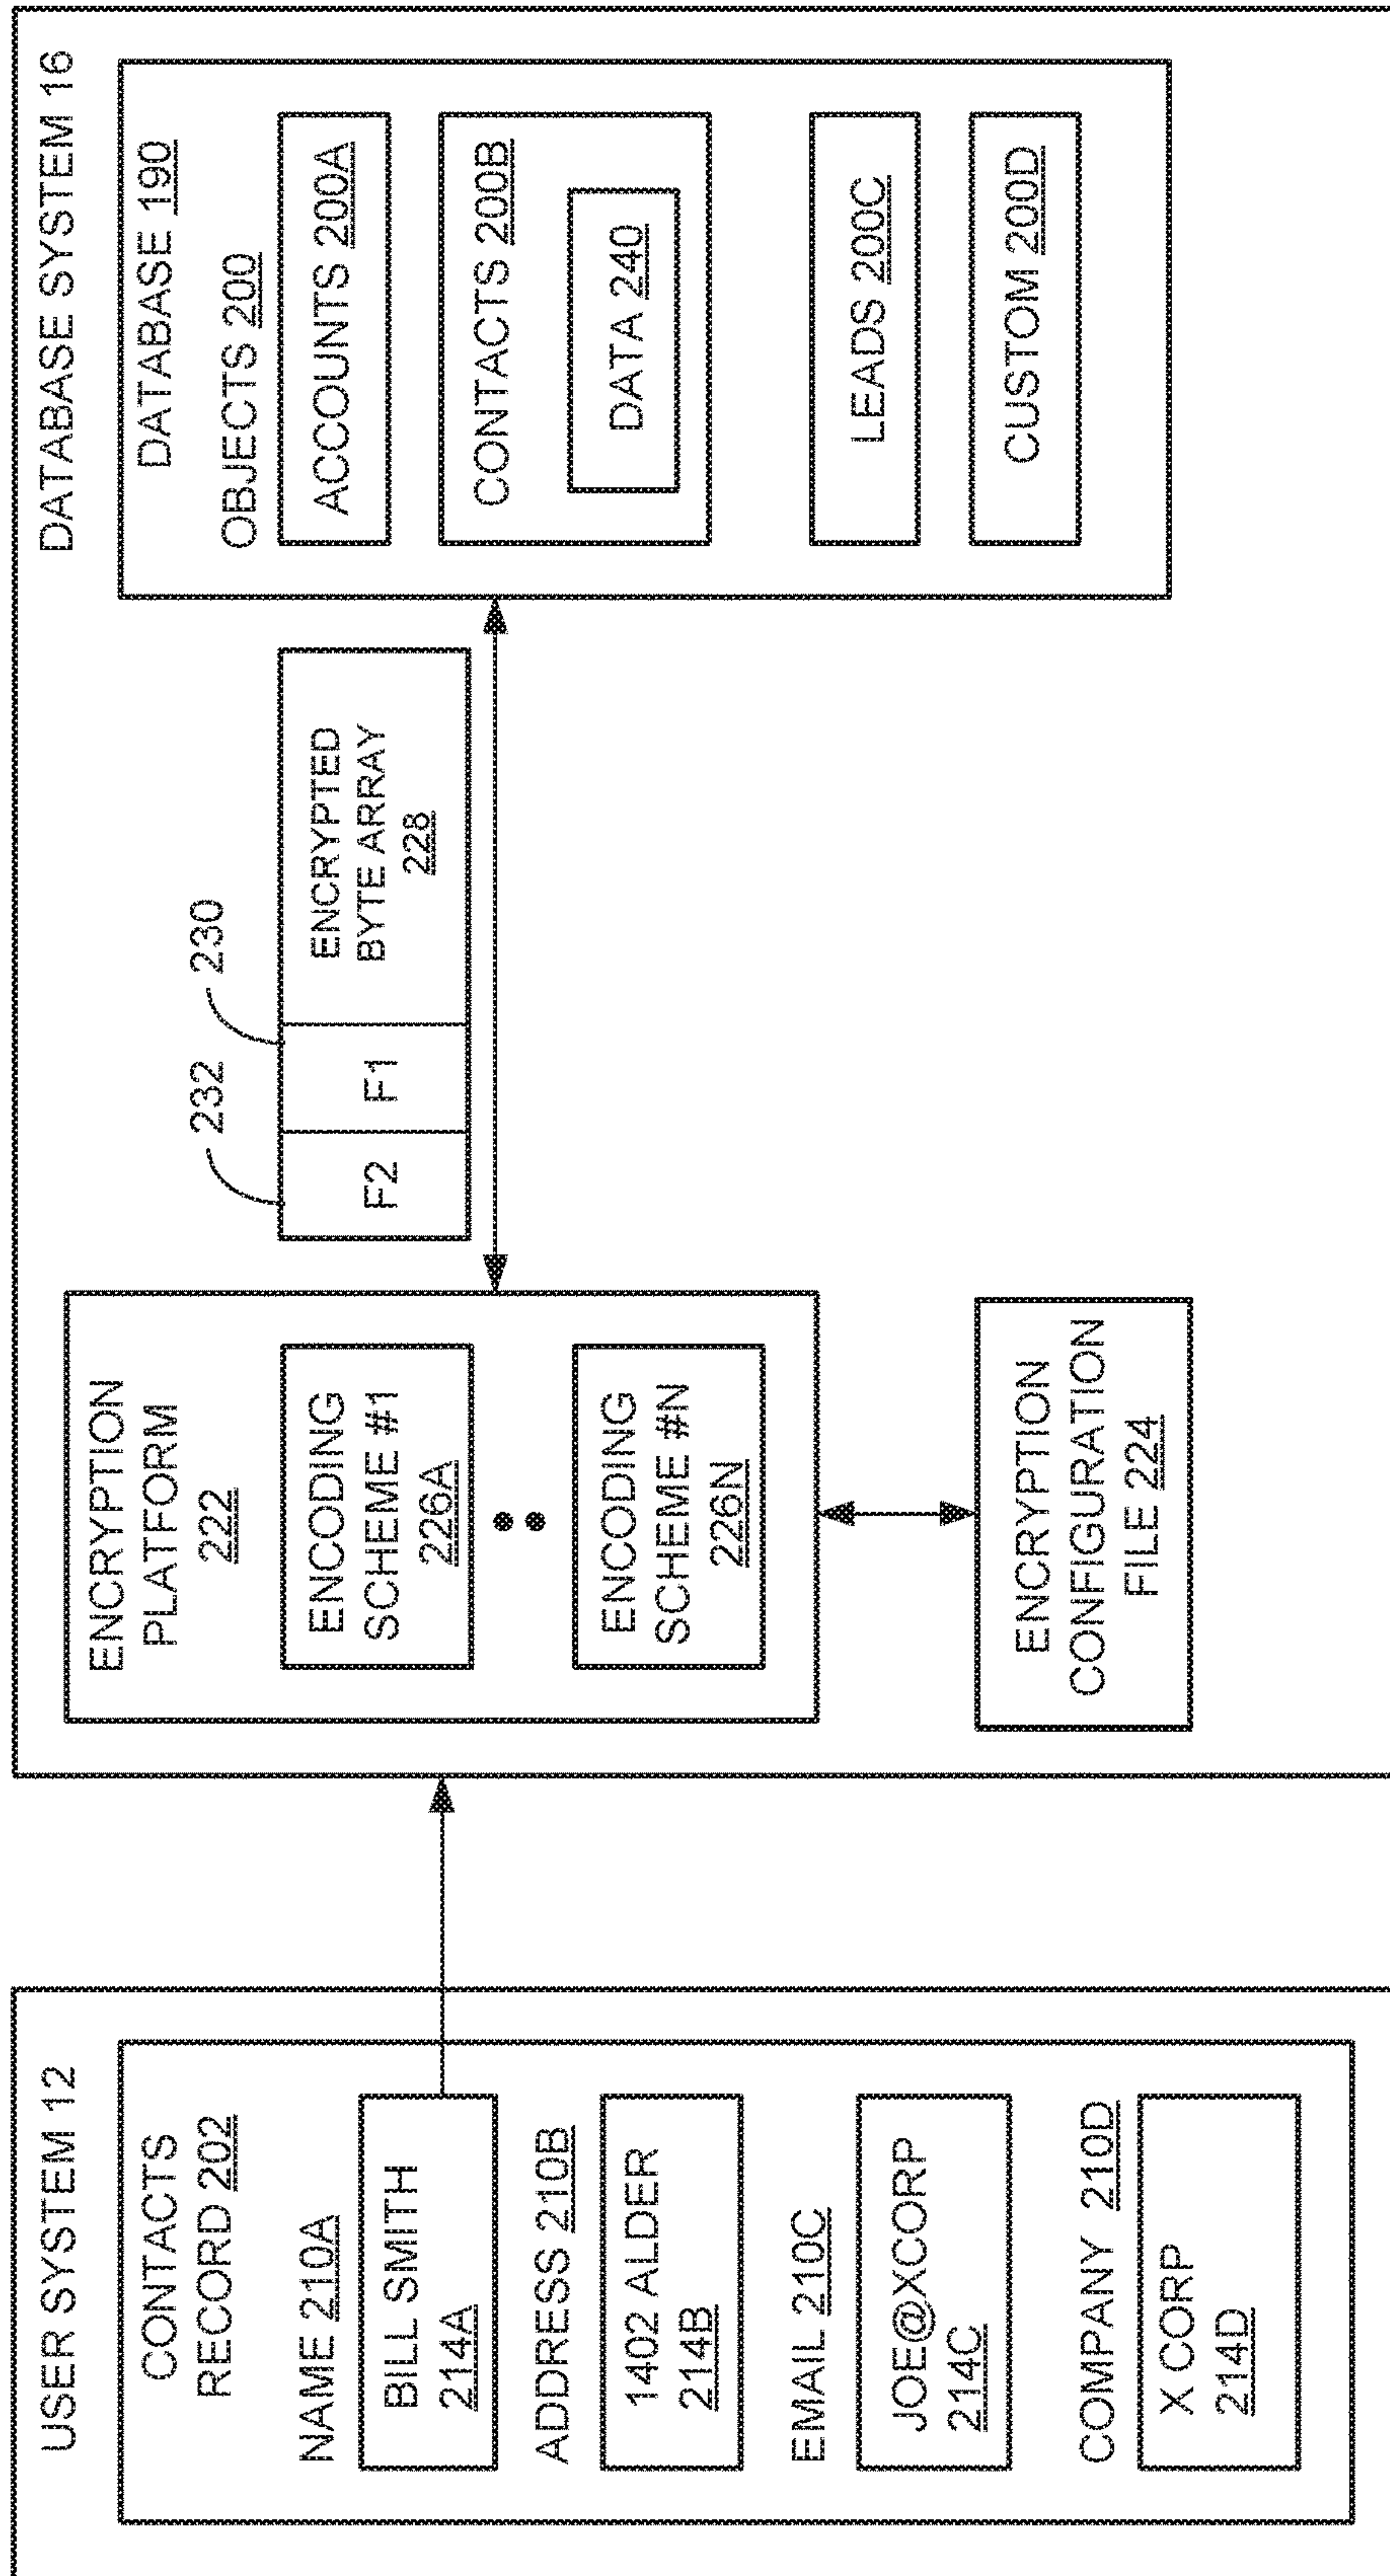 USER SYSTEM 12
CONTACTS
RECORD 202
NAME 210A
BILL SMITH
214A
ADDRESS 210B
1402 ALDER
214B
EMAIL 210C
JOE@XCORP
214C
COMPANY 210D
X CORP
214D
DATABASE SYSTEM 16
ENCRYPTION
PLATFORM
222
ENCODING
SCHEME #1
226A
ENCODING
SCHEME #N
226N
ENCRYPTION
CONFIGURATION
FILE 224
232
230
F2
F1
ENCRYPTED
BYTE ARRAY
228
DATABASE 190
OBJECTS 200
ACCOUNTS 200A
CONTACTS 200B
DATA 240
LEADS 200C
CUSTOM 200D